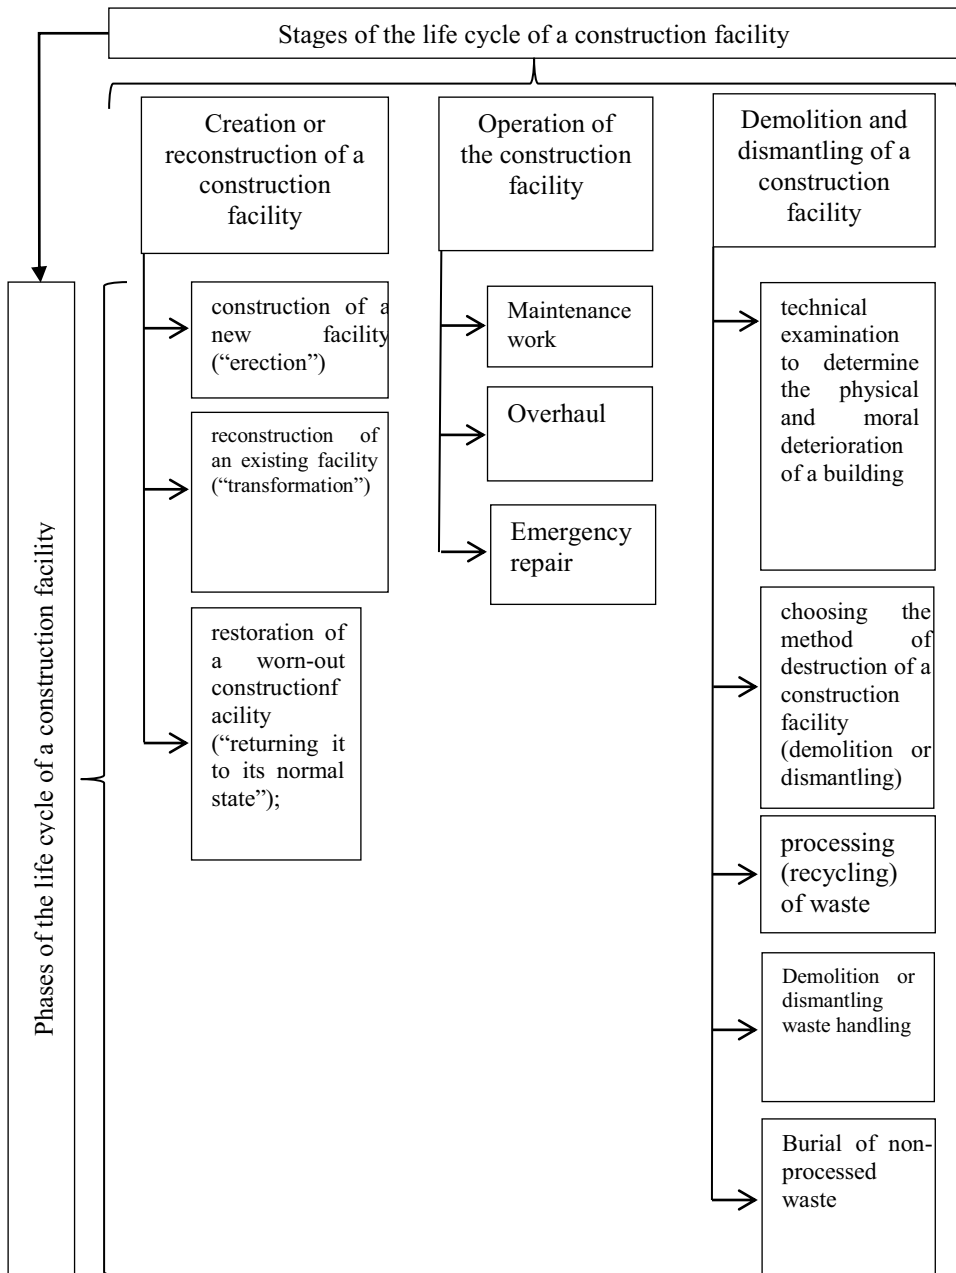 Stages of the life cycle of a construction facility
Creation or
reconstruction of a
construction
facility
Operation of
the construction
facility
Demolition and
dismantling of a
construction
facility
Phases of the life cycle of a construction facility
construction of a
new facility
(“erection”)
reconstruction of
an existing facility
(“transformation”)
restoration of
a worn-out
constructionf
acility
(“returning it
to its normal
state”);
Maintenance
work
Overhaul
Emergency
repair
technical
examination
to determine
the physical
and moral
deterioration
of a building
choosing the
method of
destruction of a
construction
facility
(demolition or
dismantling)
processing
(recycling)
of waste
Demolition or
dismantling
waste handling
Burial of non-
processed
waste